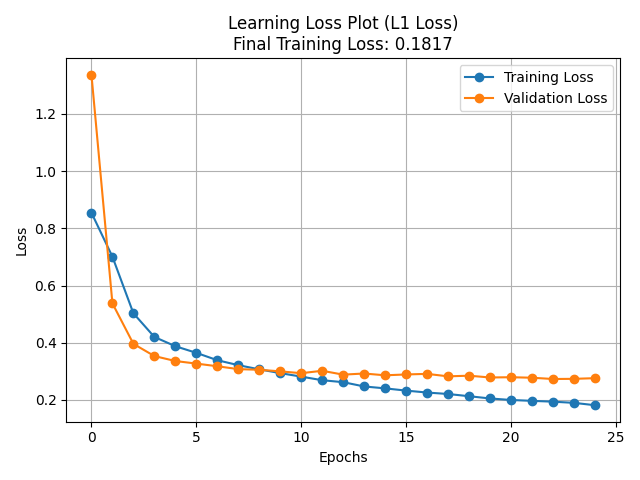 Learning Loss Plot (L1 Loss)
Final Training Loss: 0.1817
Training Loss
Validation Loss
Loss
1.2
1.0
0.8
0.6
0.4
0.2
0
5
10
15
20
25
Epochs